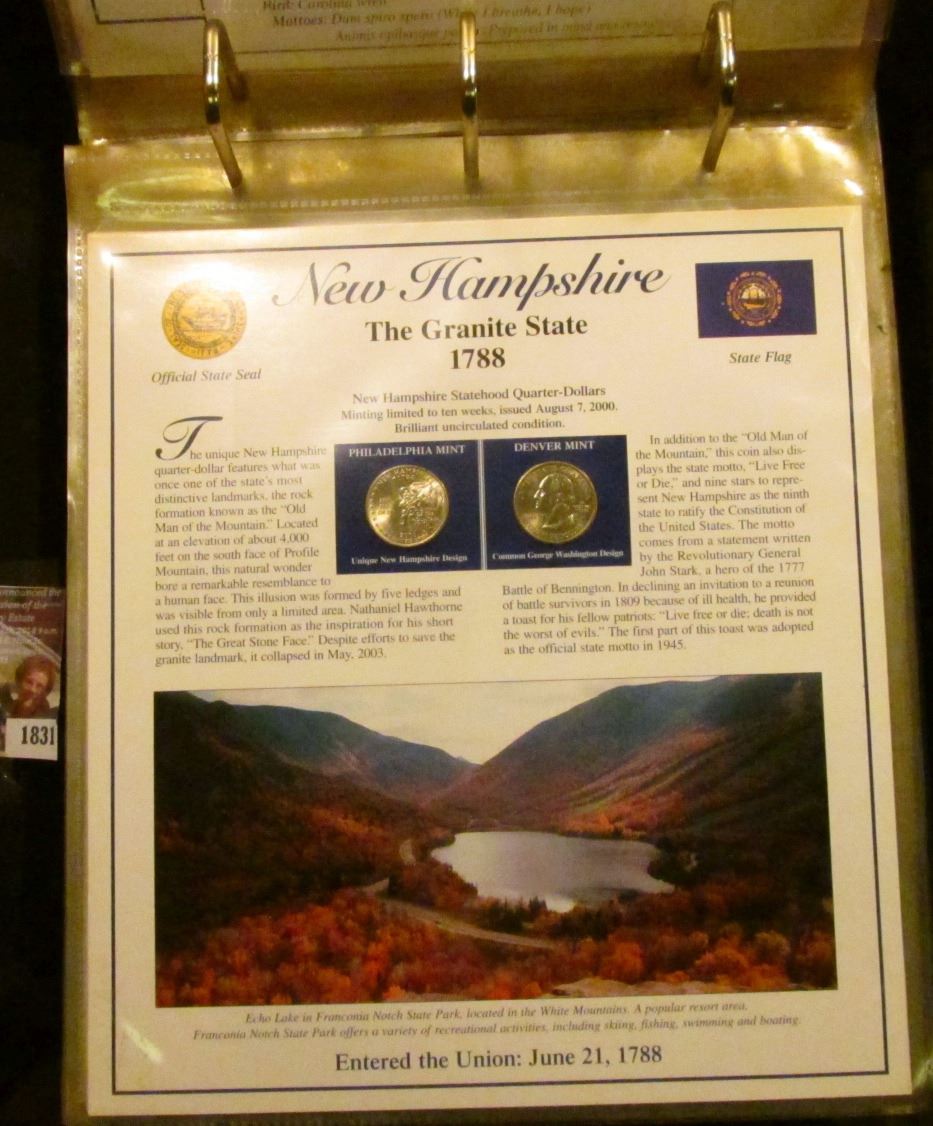 Bird: Carolina wren
Mottoes: Dum spiro spero (While I breathe, I hope)
Animis opibusque Prepared in mind and
New Hampshire
The Granite State
1788
Official State Seal
State Flag
New Hampshire Statehood Quarter-Dollars
Minting limited to ten weeks, issued August 7, 2000.
Brilliant uncirculated condition.
The unique New Hampshire
quarter-dollar features what was
once one of the state's most
distinctive landmarks, the rock
formation known as the "Old
Man of the Mountain." Located
at an elevation of about 4,000
feet on the south face of Profile
Mountain, this natural wonder
bore a remarkable resemblance to
a human face. This illusion was formed by five ledges and
was visible from only a limited area. Nathaniel Hawthorne
used this rock formation as the inspiration for his short
story, "The Great Stone Face." Despite efforts to save the
granite landmark, it collapsed in May, 2003.
PHILADELPHIA MINT
Unique New Hampshire Design
DENVER MINT
Common George Washington Design
In addition to the "Old Man of
the Mountain," this coin also dis-
plays the state motto, "Live Free
or Die," and nine stars to repre-
sent New Hampshire as the ninth
state to ratify the Constitution of
the United States. The motto
comes from a statement written
by the Revolutionary General
John Stark, a hero of the 1777
Battle of Bennington. In declining an invitation to a reunion
of battle survivors in 1809 because of ill health, he provided
a toast for his fellow patriots: "Live free or die; death is not
the worst of evils." The first part of this toast was adopted
as the official state motto in 1945.
Echo Lake in Franconia Notch State Park, located in the White Mountains. A popular resort area,
Franconia Notch State Park offers a variety of recreational activities, including skiing, fishing, swimming and boating.
Entered the Union: June 21, 1788
announced the
of the
Estate
1831